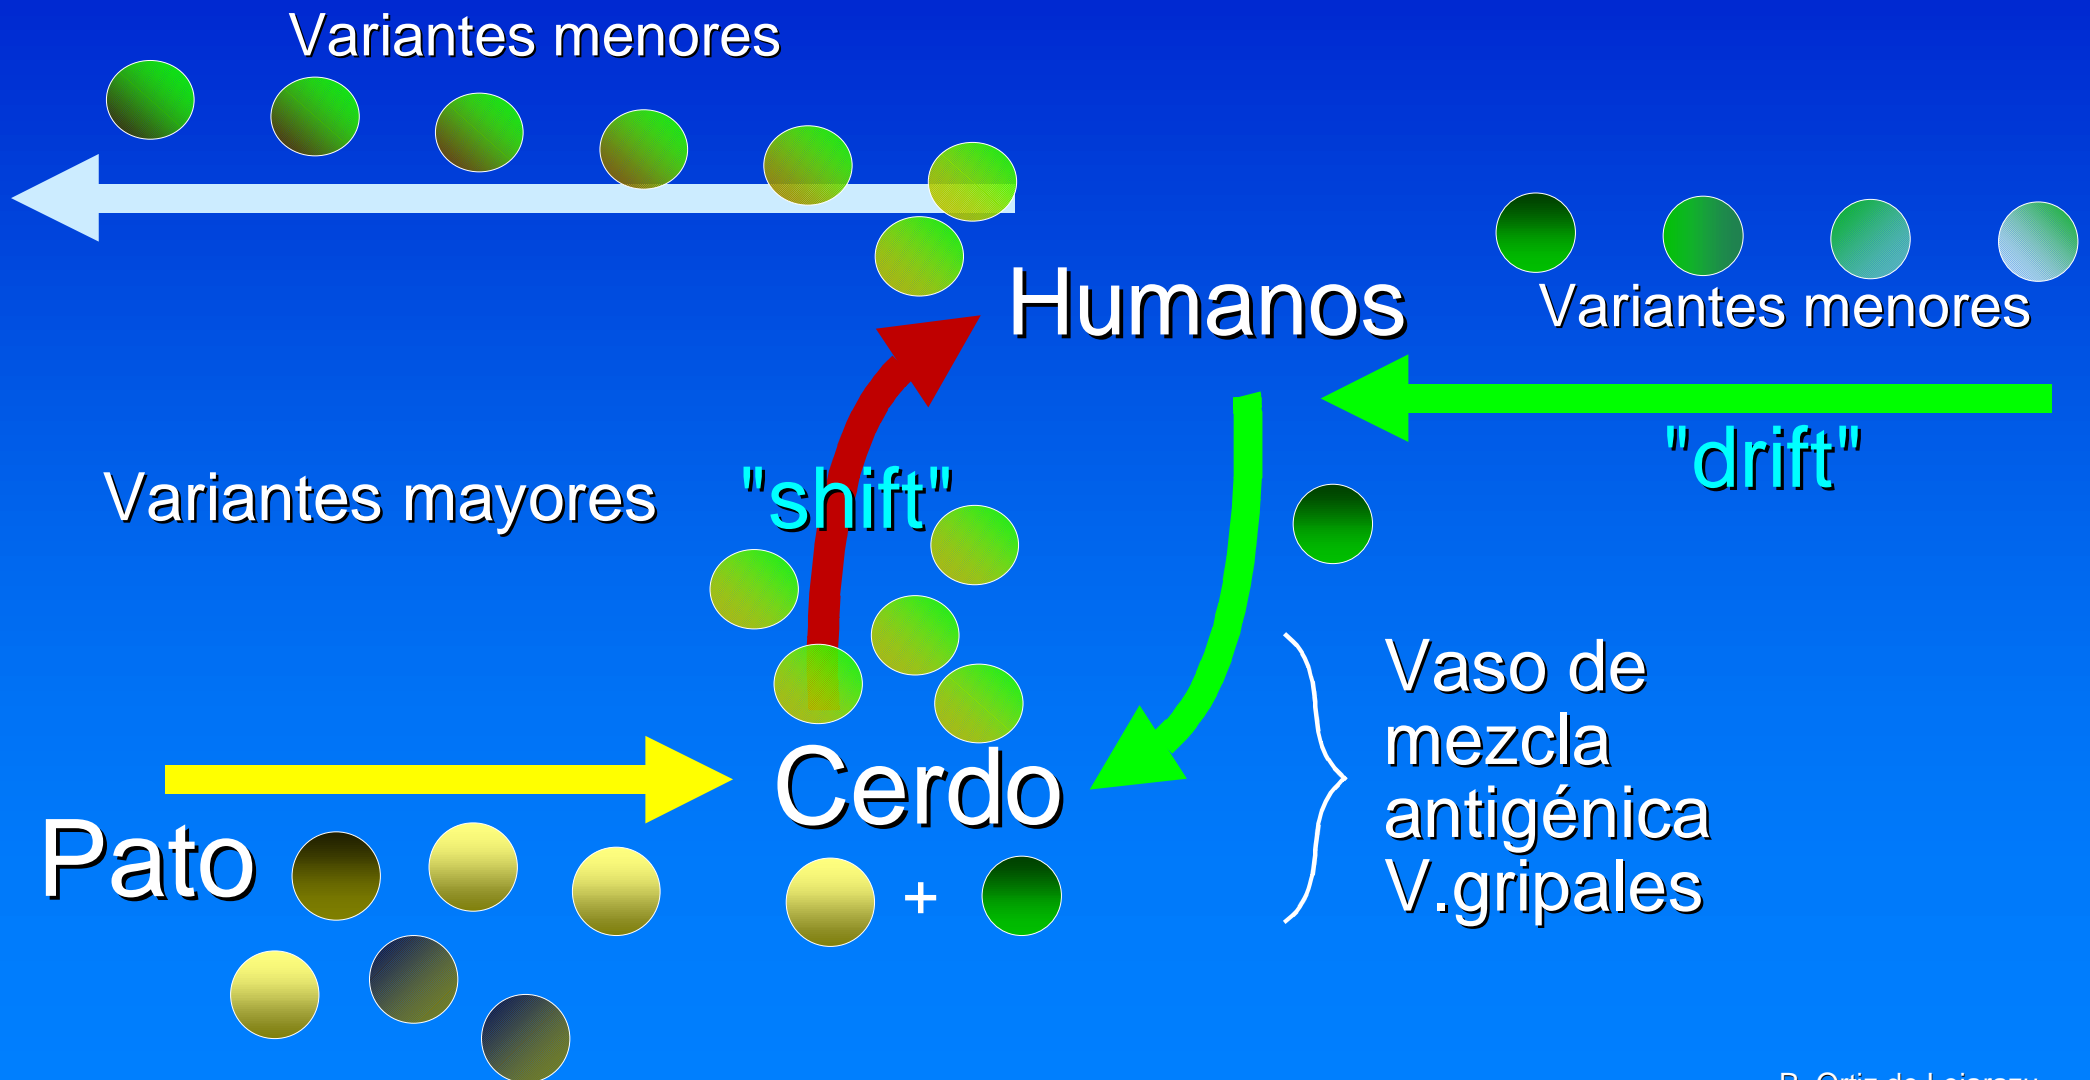 Variantes menores
Humanos
Variantes menores
"drift"
Variantes mayores
"shift"
Vaso de
mezcla
antigénica
V.gripales
Cerdo
Pato
+